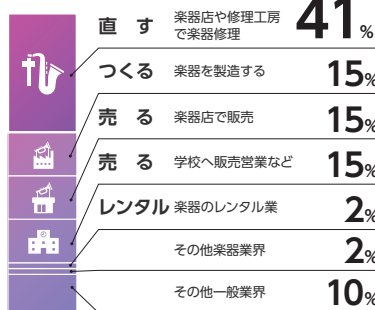 直 す 楽器店や修理工房
で楽器修理 41%
つくる 楽器を製造する 15%
売 る 楽器店で販売 15%
売 る 学校へ販売営業など 15%
レンタル 楽器のレンタル業 2%
その他楽器業界 2%
その他一般業界 10%